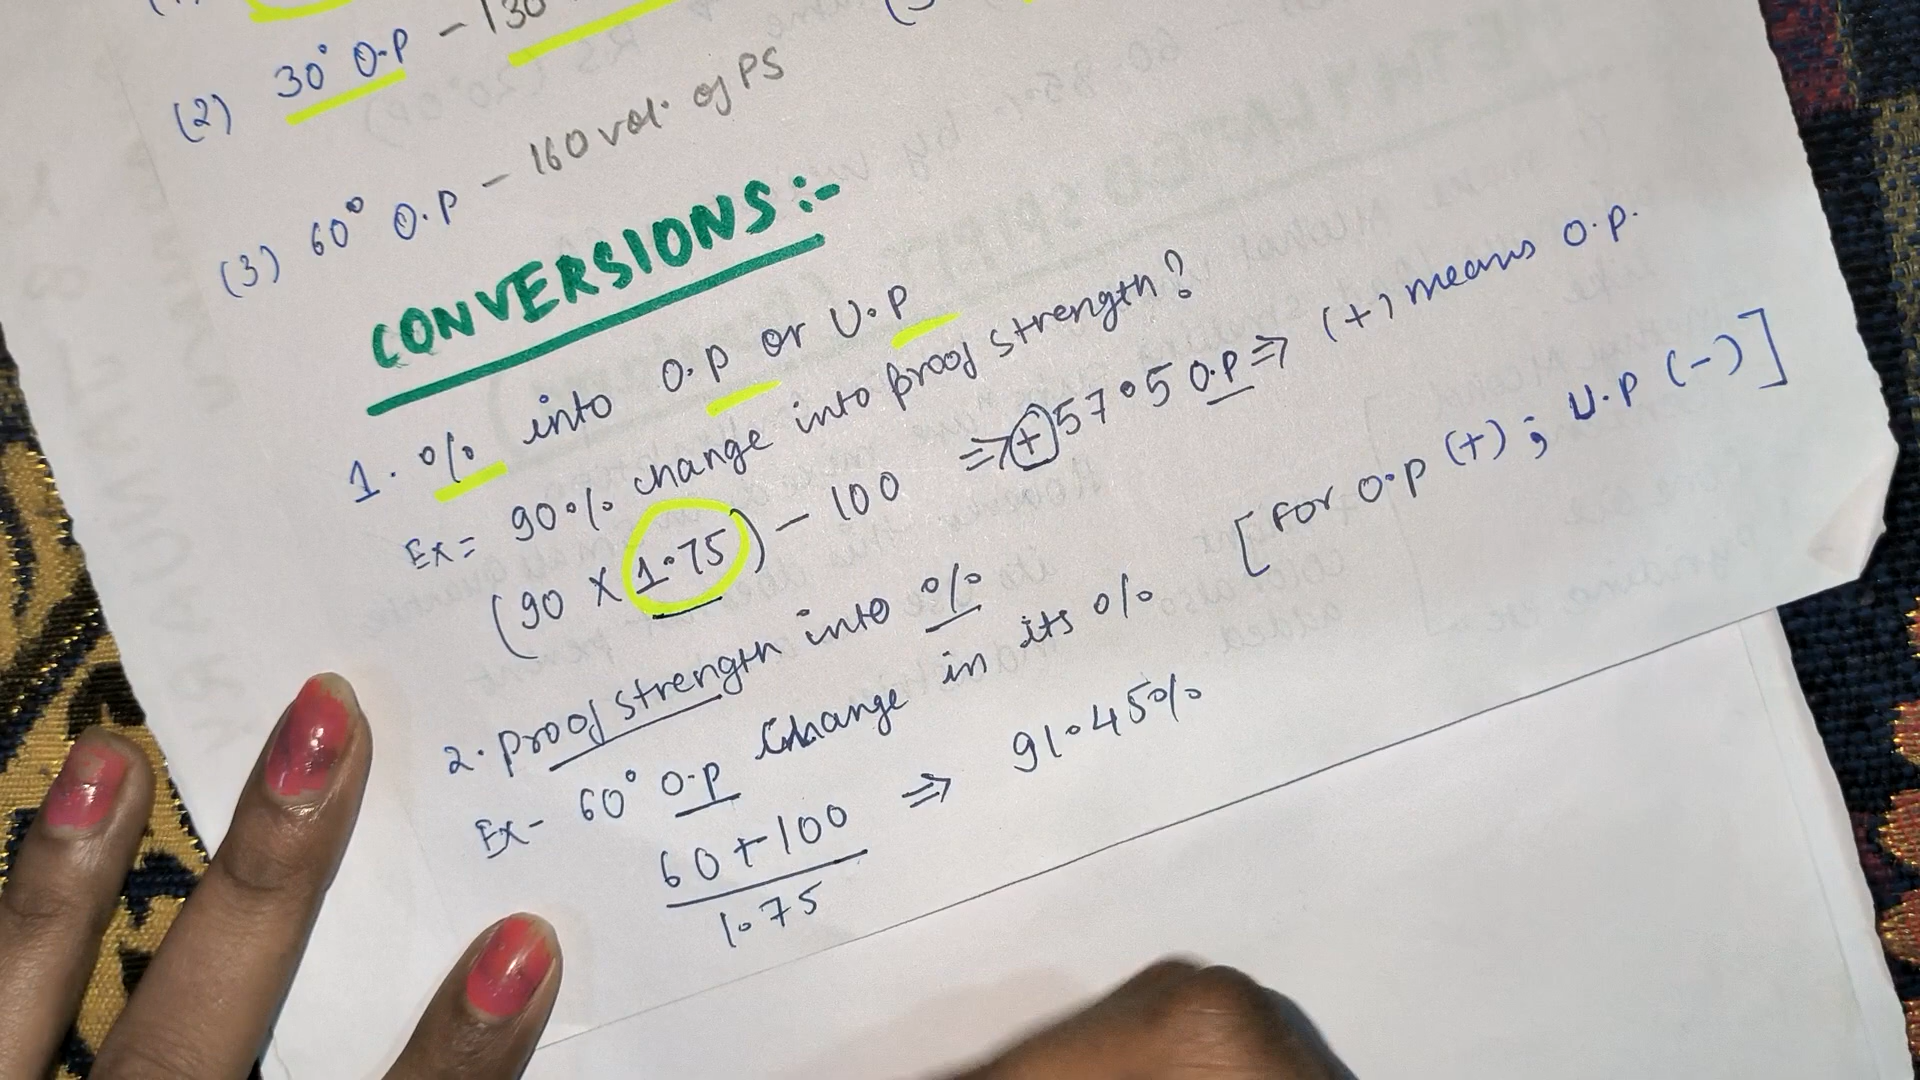 (2) 30° O.P - 130
(3) 60° O.P - 160 vol. of PS
CONVERSIONS:-
1. % into O.P or U.P
Ex = 90% change into proof strength?
(90 x 1.75) - 100 ⇒ +57.5 O.P ⇒ (+) means O.P.
[For O.P (+) ; U.P (-)]
2. proof strength into %
Ex - 60° O.P Change in its %
60 + 100 ⇒ 91.45%
1.75